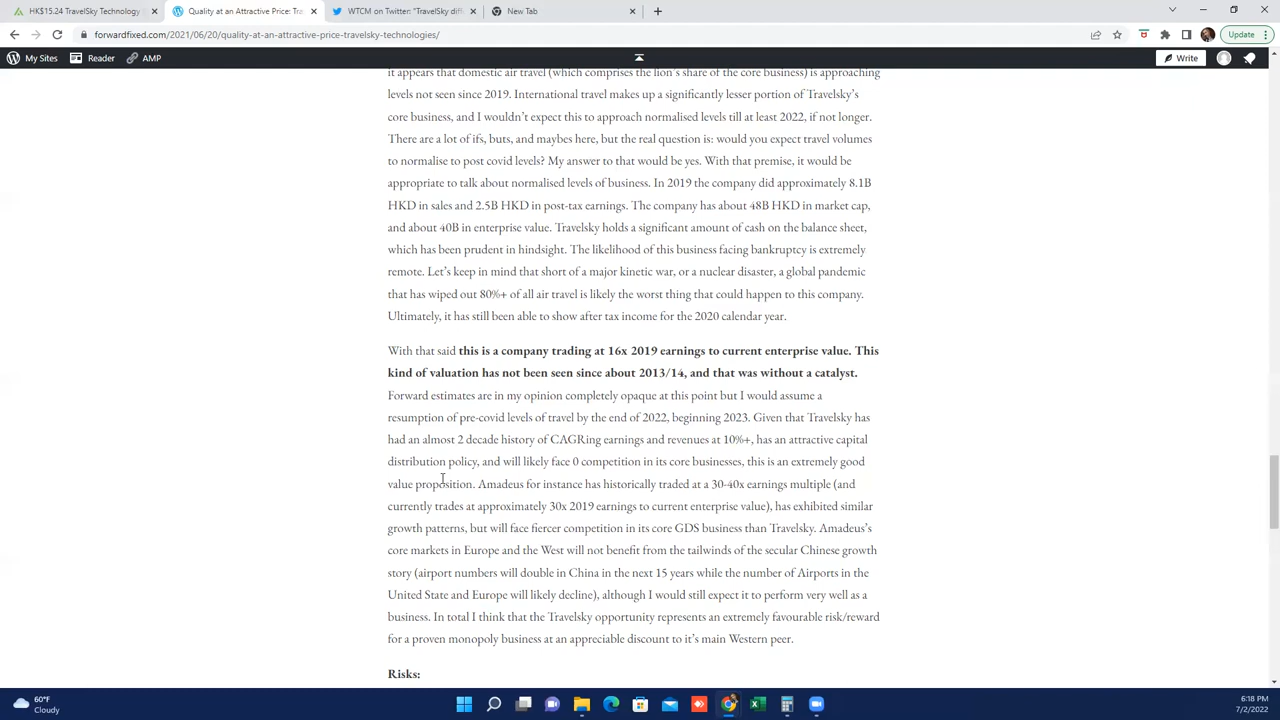 HK$15.24 TravelSky Technology
Quality at an Attractive Price: Tra
WTCM on Twitter: "TravelSky diff
New Tab
forwardfixed.com/2021/06/20/quality-at-an-attractive-price-travelsky-technologies/
Update
My Sites
Reader
AMP
Write
it appears that domestic air travel (which comprises the lion's share of the core business) is approaching
levels not seen since 2019. International travel makes up a significantly lesser portion of Travelsky's
core business, and I wouldn't expect this to approach normalised levels till at least 2022, if not longer.
There are a lot of ifs, buts, and maybes here, but the real question is: would you expect travel volumes
to normalise to post covid levels? My answer to that would be yes. With that premise, it would be
appropriate to talk about normalised levels of business. In 2019 the company did approximately 8.1B
HKD in sales and 2.5B HKD in post-tax earnings. The company has about 48B HKD in market cap,
and about 40B in enterprise value. Travelsky holds a significant amount of cash on the balance sheet,
which has been prudent in hindsight. The likelihood of this business facing bankruptcy is extremely
remote. Let's keep in mind that short of a major kinetic war, or a nuclear disaster, a global pandemic
that has wiped out 80%+ of all air travel is likely the worst thing that could happen to this company.
Ultimately, it has still been able to show after tax income for the 2020 calendar year.
With that said this is a company trading at 16x 2019 earnings to current enterprise value. This
kind of valuation has not been seen since about 2013/14, and that was without a catalyst.
Forward estimates are in my opinion completely opaque at this point but I would assume a
resumption of pre-covid levels of travel by the end of 2022, beginning 2023. Given that Travelsky has
had an almost 2 decade history of CAGRing earnings and revenues at 10%+, has an attractive capital
distribution policy, and will likely face 0 competition in its core businesses, this is an extremely good
value proposition. Amadeus for instance has historically traded at a 30-40x earnings multiple (and
currently trades at approximately 30x 2019 earnings to current enterprise value), has exhibited similar
growth patterns, but will face fiercer competition in its core GDS business than Travelsky. Amadeus's
core markets in Europe and the West will not benefit from the tailwinds of the secular Chinese growth
story (airport numbers will double in China in the next 15 years while the number of Airports in the
United State and Europe will likely decline), although I would still expect it to perform very well as a
business. In total I think that the Travelsky opportunity represents an extremely favourable risk/reward
for a proven monopoly business at an appreciable discount to it's main Western peer.
Risks:
60°F
Cloudy
6:18 PM
7/2/2022